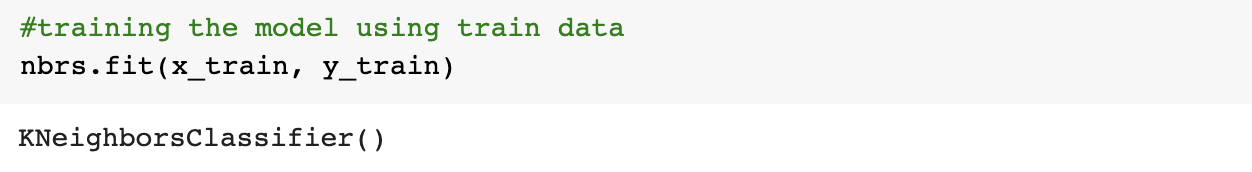 #training the model using train data
nbrs.fit(x_train, y_train)
KNeighborsClassifier()